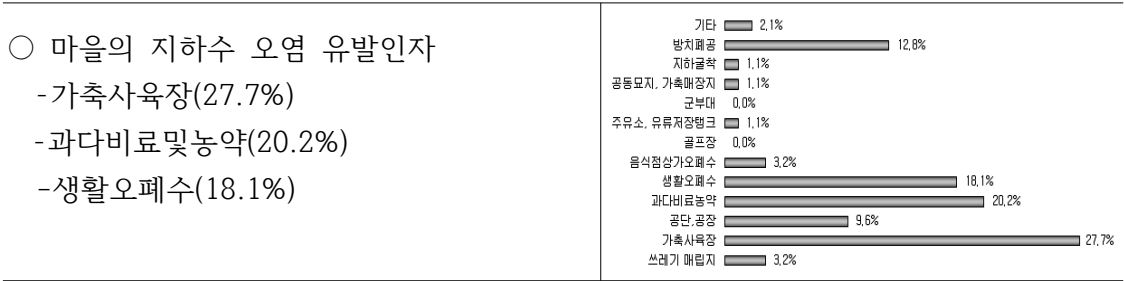 ○ 마을의 지하수 오염 유발인자
-가축사육장(27.7%)
-과다비료및농약(20.2%)
-생활오폐수(18.1%)
기타 2.1%
방치폐공 12.8%
지하굴착 1.1%
공동묘지, 가축매장지 1.1%
군부대 0.0%
주유소, 유류저장탱크 1.1%
골프장 0.0%
음식점상가오폐수 3.2%
생활오폐수 18.1%
과다비료농약 20.2%
공단,공장 9.6%
가축사육장 27.7%
쓰레기 매립지 3.2%